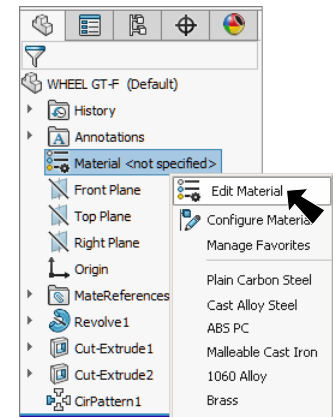 WHEEL GT-F (Default)
History
Annotations
Material <not specified>
Front Plane
Top Plane
Right Plane
Origin
MateReferences
Revolve1
Cut-Extrude1
Cut-Extrude2
CirPattern1
Edit Material
Configure Material
Manage Favorites
Plain Carbon Steel
Cast Alloy Steel
ABS PC
Malleable Cast Iron
1060 Alloy
Brass